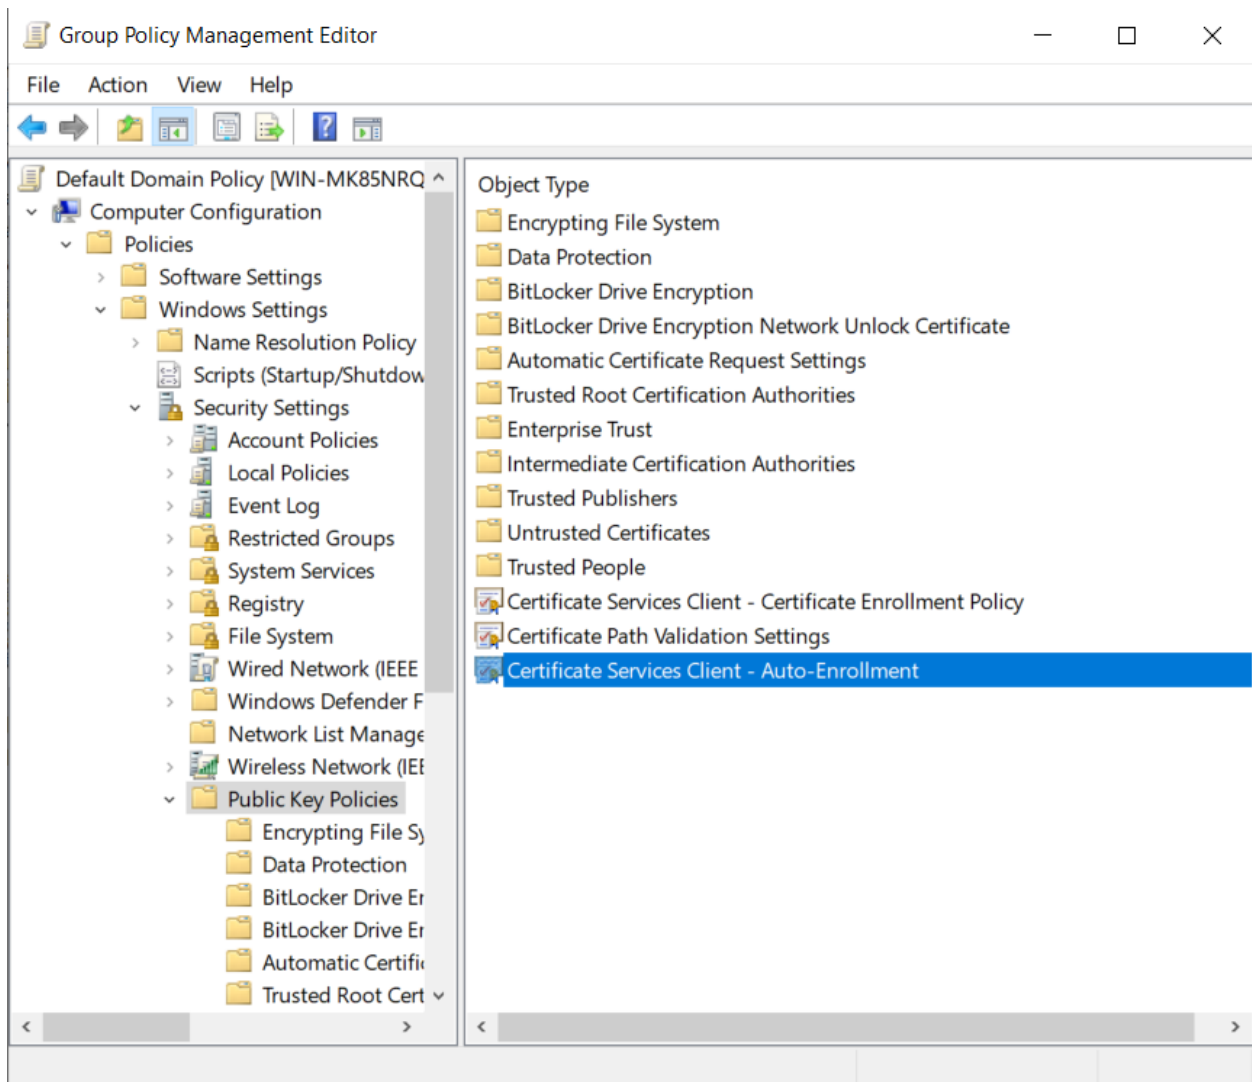 Group Policy Management Editor
File Action View Help
Default Domain Policy [WIN-MK85NRQ
Computer Configuration
Policies
Software Settings
Windows Settings
Name Resolution Policy
Scripts (Startup/Shutdow
Security Settings
Account Policies
Local Policies
Event Log
Restricted Groups
System Services
Registry
File System
Wired Network (IEEE
Windows Defender F
Network List Manage
Wireless Network (IEE
Public Key Policies
Encrypting File Sy
Data Protection
BitLocker Drive En
BitLocker Drive En
Automatic Certific
Trusted Root Cert
Object Type
Encrypting File System
Data Protection
BitLocker Drive Encryption
BitLocker Drive Encryption Network Unlock Certificate
Automatic Certificate Request Settings
Trusted Root Certification Authorities
Enterprise Trust
Intermediate Certification Authorities
Trusted Publishers
Untrusted Certificates
Trusted People
Certificate Services Client - Certificate Enrollment Policy
Certificate Path Validation Settings
Certificate Services Client - Auto-Enrollment